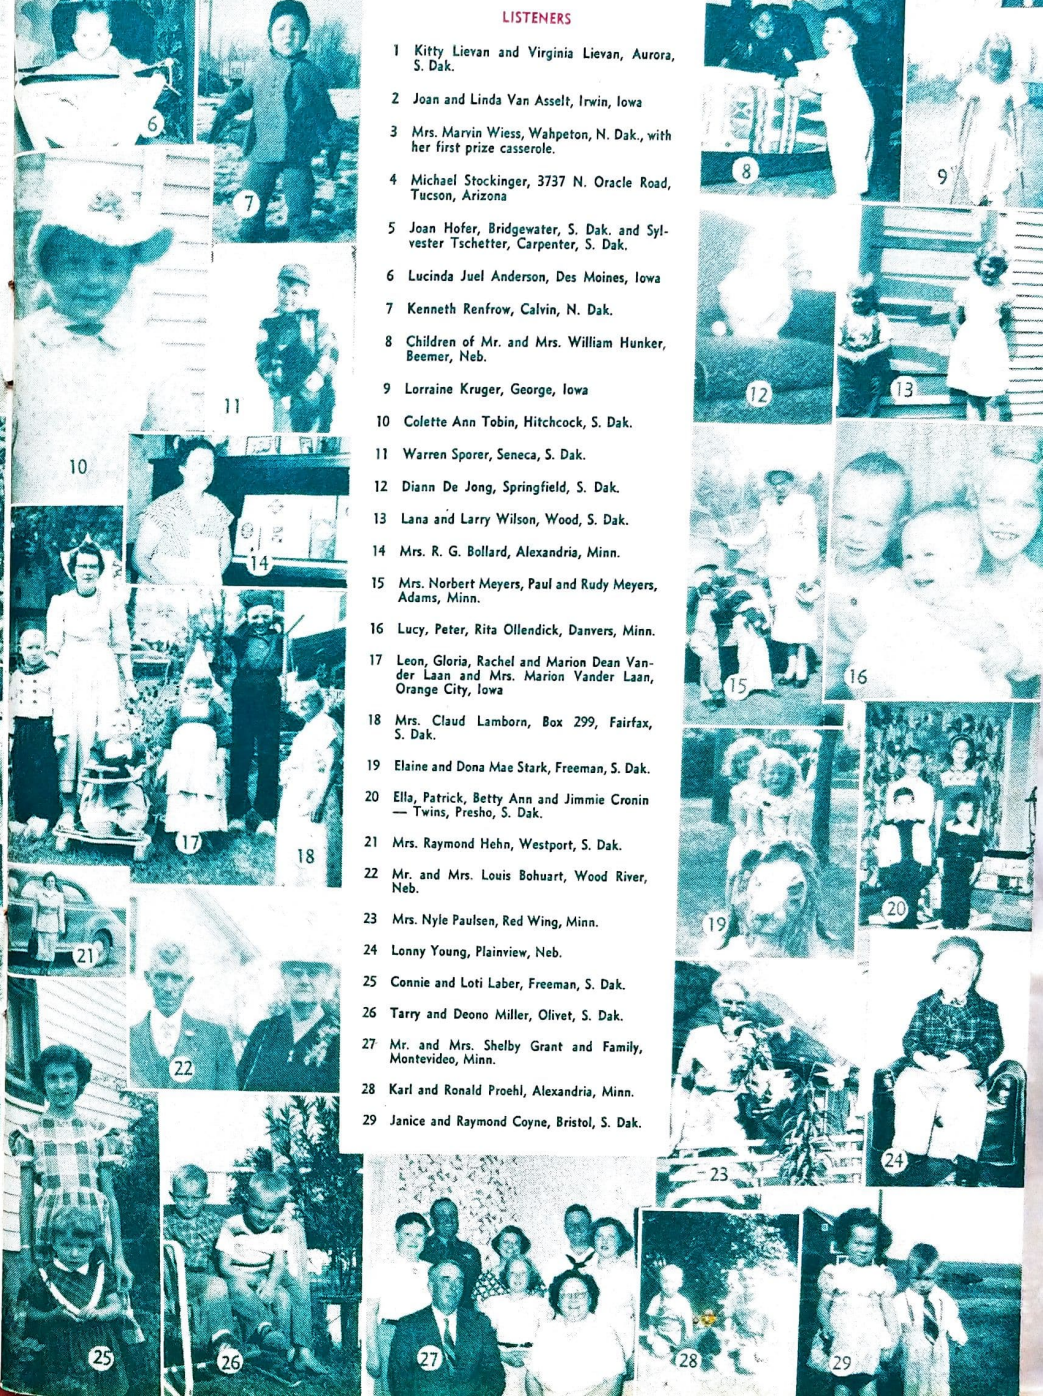 LISTENERS
1 Kitty Lievan and Virginia Lievan, Aurora,
S. Dak.
2 Joan and Linda Van Asselt, Irwin, Iowa
3 Mrs. Marvin Wiess, Wahpeton, N. Dak., with
her first prize casserole.
4 Michael Stockinger, 3737 N. Oracle Road,
Tucson, Arizona
5 Joan Hofer, Bridgewater, S. Dak. and Syl-
vester Tschetter, Carpenter, S. Dak.
6 Lucinda Juel Anderson, Des Moines, Iowa
7 Kenneth Renfrow, Calvin, N. Dak.
8 Children of Mr. and Mrs. William Hunker,
Beemer, Neb.
9 Lorraine Kruger, George, Iowa
10 Colette Ann Tobin, Hitchcock, S. Dak.
11 Warren Sporer, Seneca, S. Dak.
12 Diann De Jong, Springfield, S. Dak.
13 Lana and Larry Wilson, Wood, S. Dak.
14 Mrs. R. G. Bollard, Alexandria, Minn.
15 Mrs. Norbert Meyers, Paul and Rudy Meyers,
Adams, Minn.
16 Lucy, Peter, Rita Ollendick, Danvers, Minn.
17 Leon, Gloria, Rachel and Marion Dean Van-
der Laan and Mrs. Marion Vander Laan,
Orange City, Iowa
18 Mrs. Claud Lamborn, Box 299, Fairfax,
S. Dak.
19 Elaine and Dona Mae Stark, Freeman, S. Dak.
20 Ella, Patrick, Betty Ann and Jimmie Cronin
— Twins, Presho, S. Dak.
21 Mrs. Raymond Hehn, Westport, S. Dak.
22 Mr. and Mrs. Louis Bohuart, Wood River,
Neb.
23 Mrs. Nyle Paulsen, Red Wing, Minn.
24 Lonny Young, Plainview, Neb.
25 Connie and Loti Laber, Freeman, S. Dak.
26 Tarry and Deono Miller, Olivet, S. Dak.
27 Mr. and Mrs. Shelby Grant and Family,
Montevideo, Minn.
28 Karl and Ronald Proehl, Alexandria, Minn.
29 Janice and Raymond Coyne, Bristol, S. Dak.
6
7
8
9
10
11
12
13
14
15
16
17
18
19
20
21
22
23
24
25
26
27
28
29